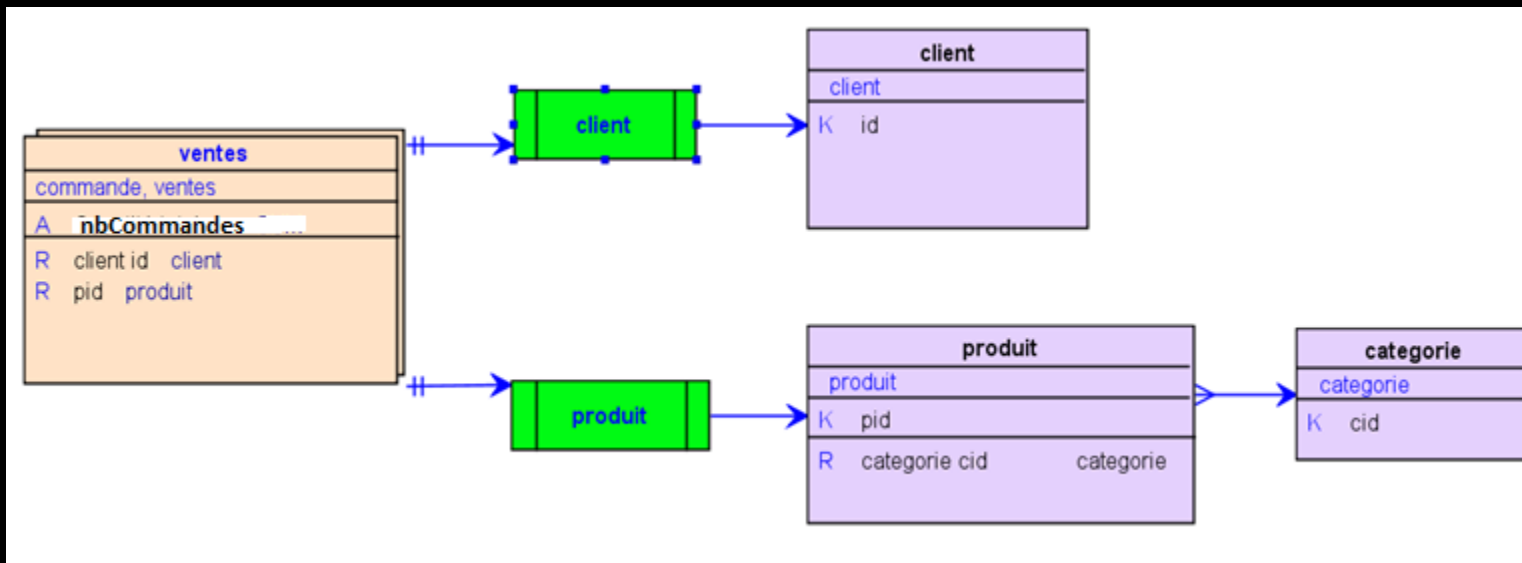 ventes
commande, ventes
A nbCommandes
R client id client
R pid produit
client
client
client
K id
produit
produit
produit
K pid
R categorie cid categorie
categorie
categorie
K cid